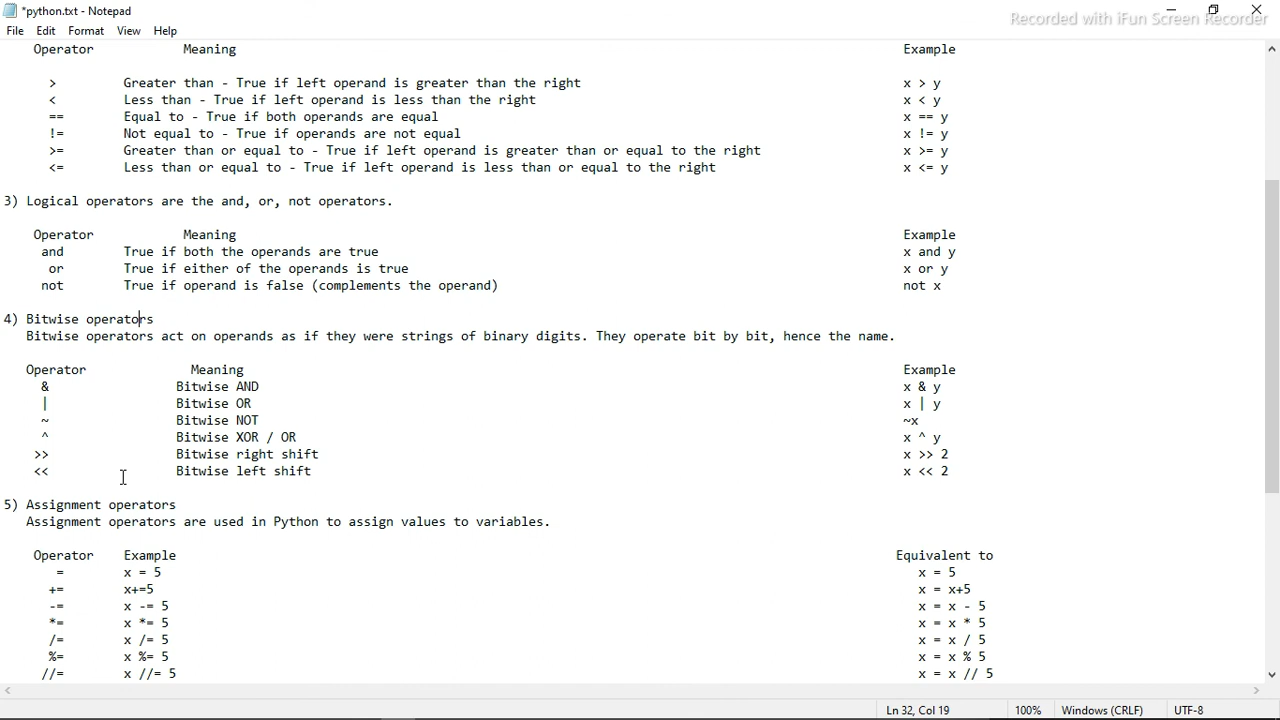 *python.txt - Notepad
Recorded with iFun Screen Recorder
File Edit Format View Help
Operator Meaning Example
> Greater than - True if left operand is greater than the right x > y
< Less than - True if left operand is less than the right x < y
== Equal to - True if both operands are equal x == y
!= Not equal to - True if operands are not equal x != y
>= Greater than or equal to - True if left operand is greater than or equal to the right x >= y
<= Less than or equal to - True if left operand is less than or equal to the right x <= y
3) Logical operators are the and, or, not operators.
Operator Meaning Example
and True if both the operands are true x and y
or True if either of the operands is true x or y
not True if operand is false (complements the operand) not x
4) Bitwise operators
Bitwise operators act on operands as if they were strings of binary digits. They operate bit by bit, hence the name.
Operator Meaning Example
& Bitwise AND x & y
| Bitwise OR x | y
~ Bitwise NOT ~x
^ Bitwise XOR / OR x ^ y
>> Bitwise right shift x >> 2
<< Bitwise left shift x << 2
5) Assignment operators
Assignment operators are used in Python to assign values to variables.
Operator Example Equivalent to
= x = 5 x = 5
+= x+=5 x = x+5
-= x -= 5 x = x - 5
*= x *= 5 x = x * 5
/= x /= 5 x = x / 5
%= x %= 5 x = x % 5
//= x //= 5 x = x // 5
Ln 32, Col 19 100% Windows (CRLF) UTF-8